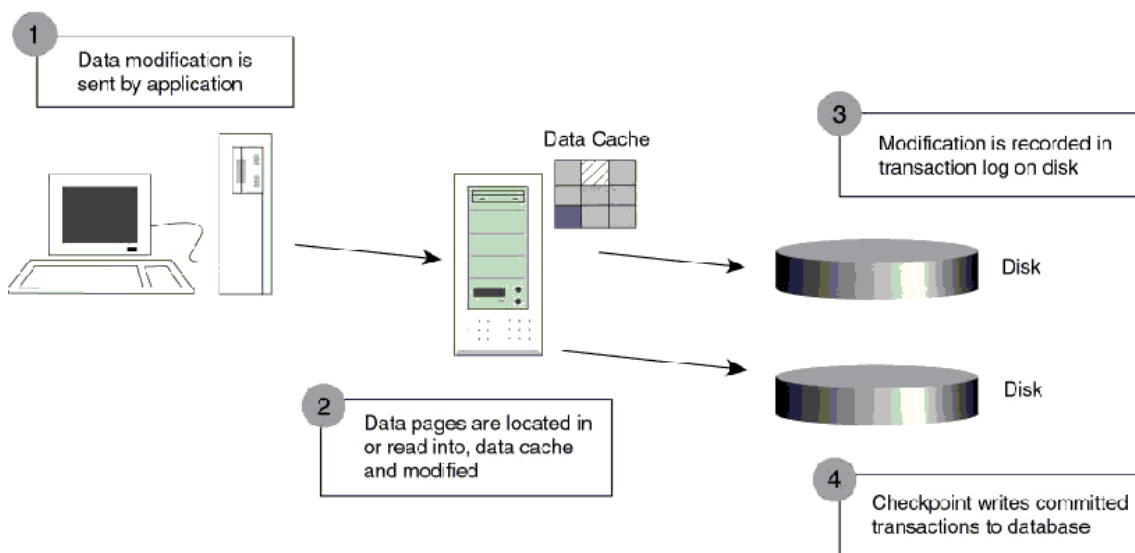 1
Data modification is
sent by application
Data Cache
3
Modification is recorded in
transaction log on disk
Disk
Disk
2
Data pages are located in
or read into, data cache
and modified
4
Checkpoint writes committed
transactions to database